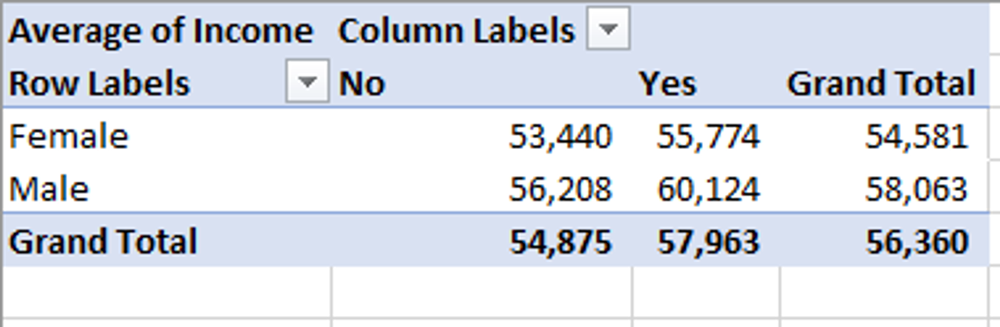 Average of Income Column Labels
Row Labels No Yes Grand Total
Female 53,440 55,774 54,581
Male 56,208 60,124 58,063
Grand Total 54,875 57,963 56,360